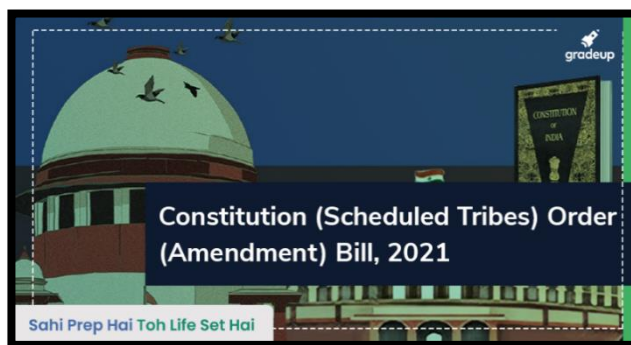 gradeup
CONSTITUTION
OF
INDIA
Constitution (Scheduled Tribes) Order
(Amendment) Bill, 2021
Sahi Prep Hai Toh Life Set Hai